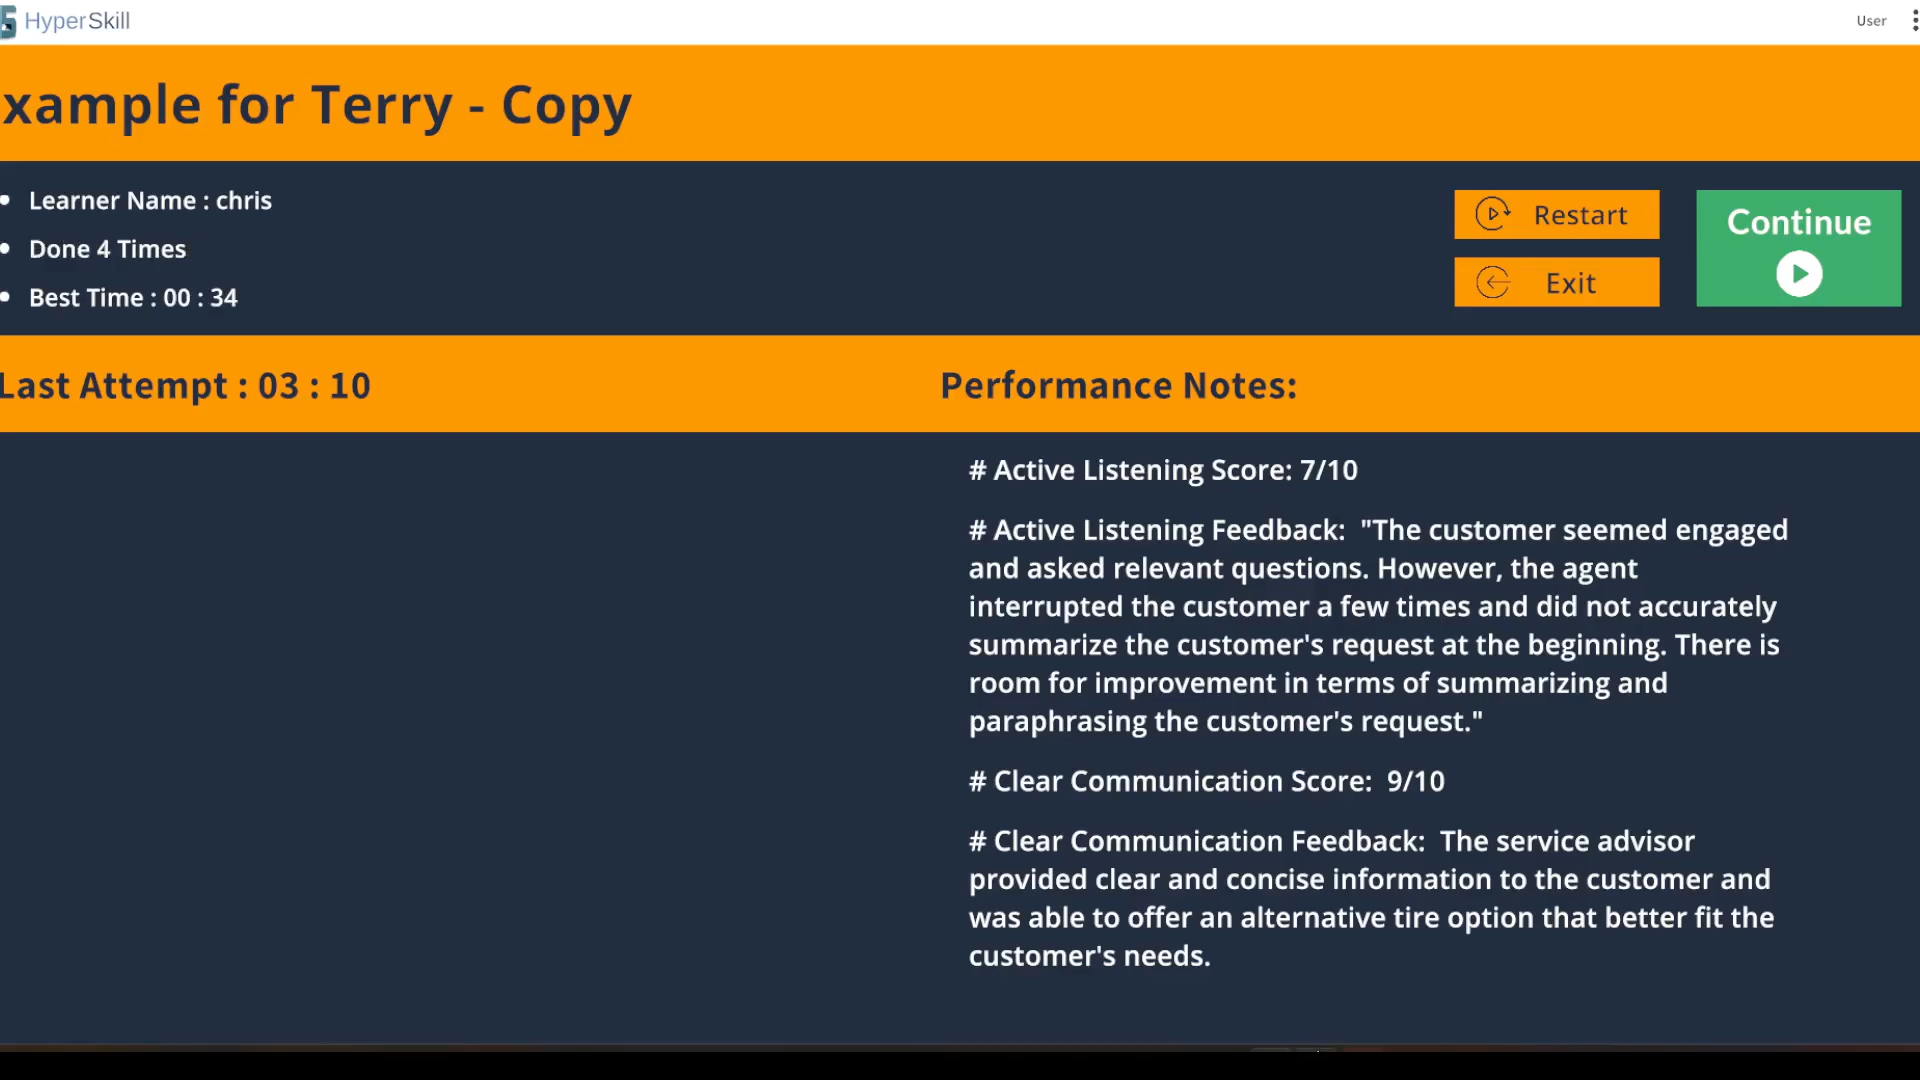 HyperSkill
User
xample for Terry - Copy
• Learner Name : chris
• Done 4 Times
• Best Time : 00 : 34
Restart
Exit
Continue
Last Attempt : 03 : 10
Performance Notes:
# Active Listening Score: 7/10
# Active Listening Feedback:  "The customer seemed engaged
and asked relevant questions. However, the agent
interrupted the customer a few times and did not accurately
summarize the customer's request at the beginning. There is
room for improvement in terms of summarizing and
paraphrasing the customer's request."
# Clear Communication Score:  9/10
# Clear Communication Feedback:  The service advisor
provided clear and concise information to the customer and
was able to offer an alternative tire option that better fit the
customer's needs.